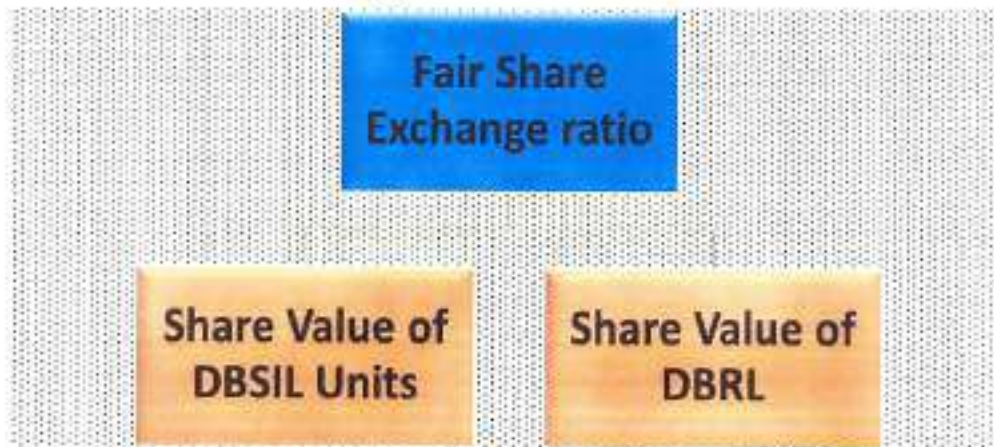 Fair Share
Exchange ratio
Share Value of
DBSIL Units
Share Value of
DBRL